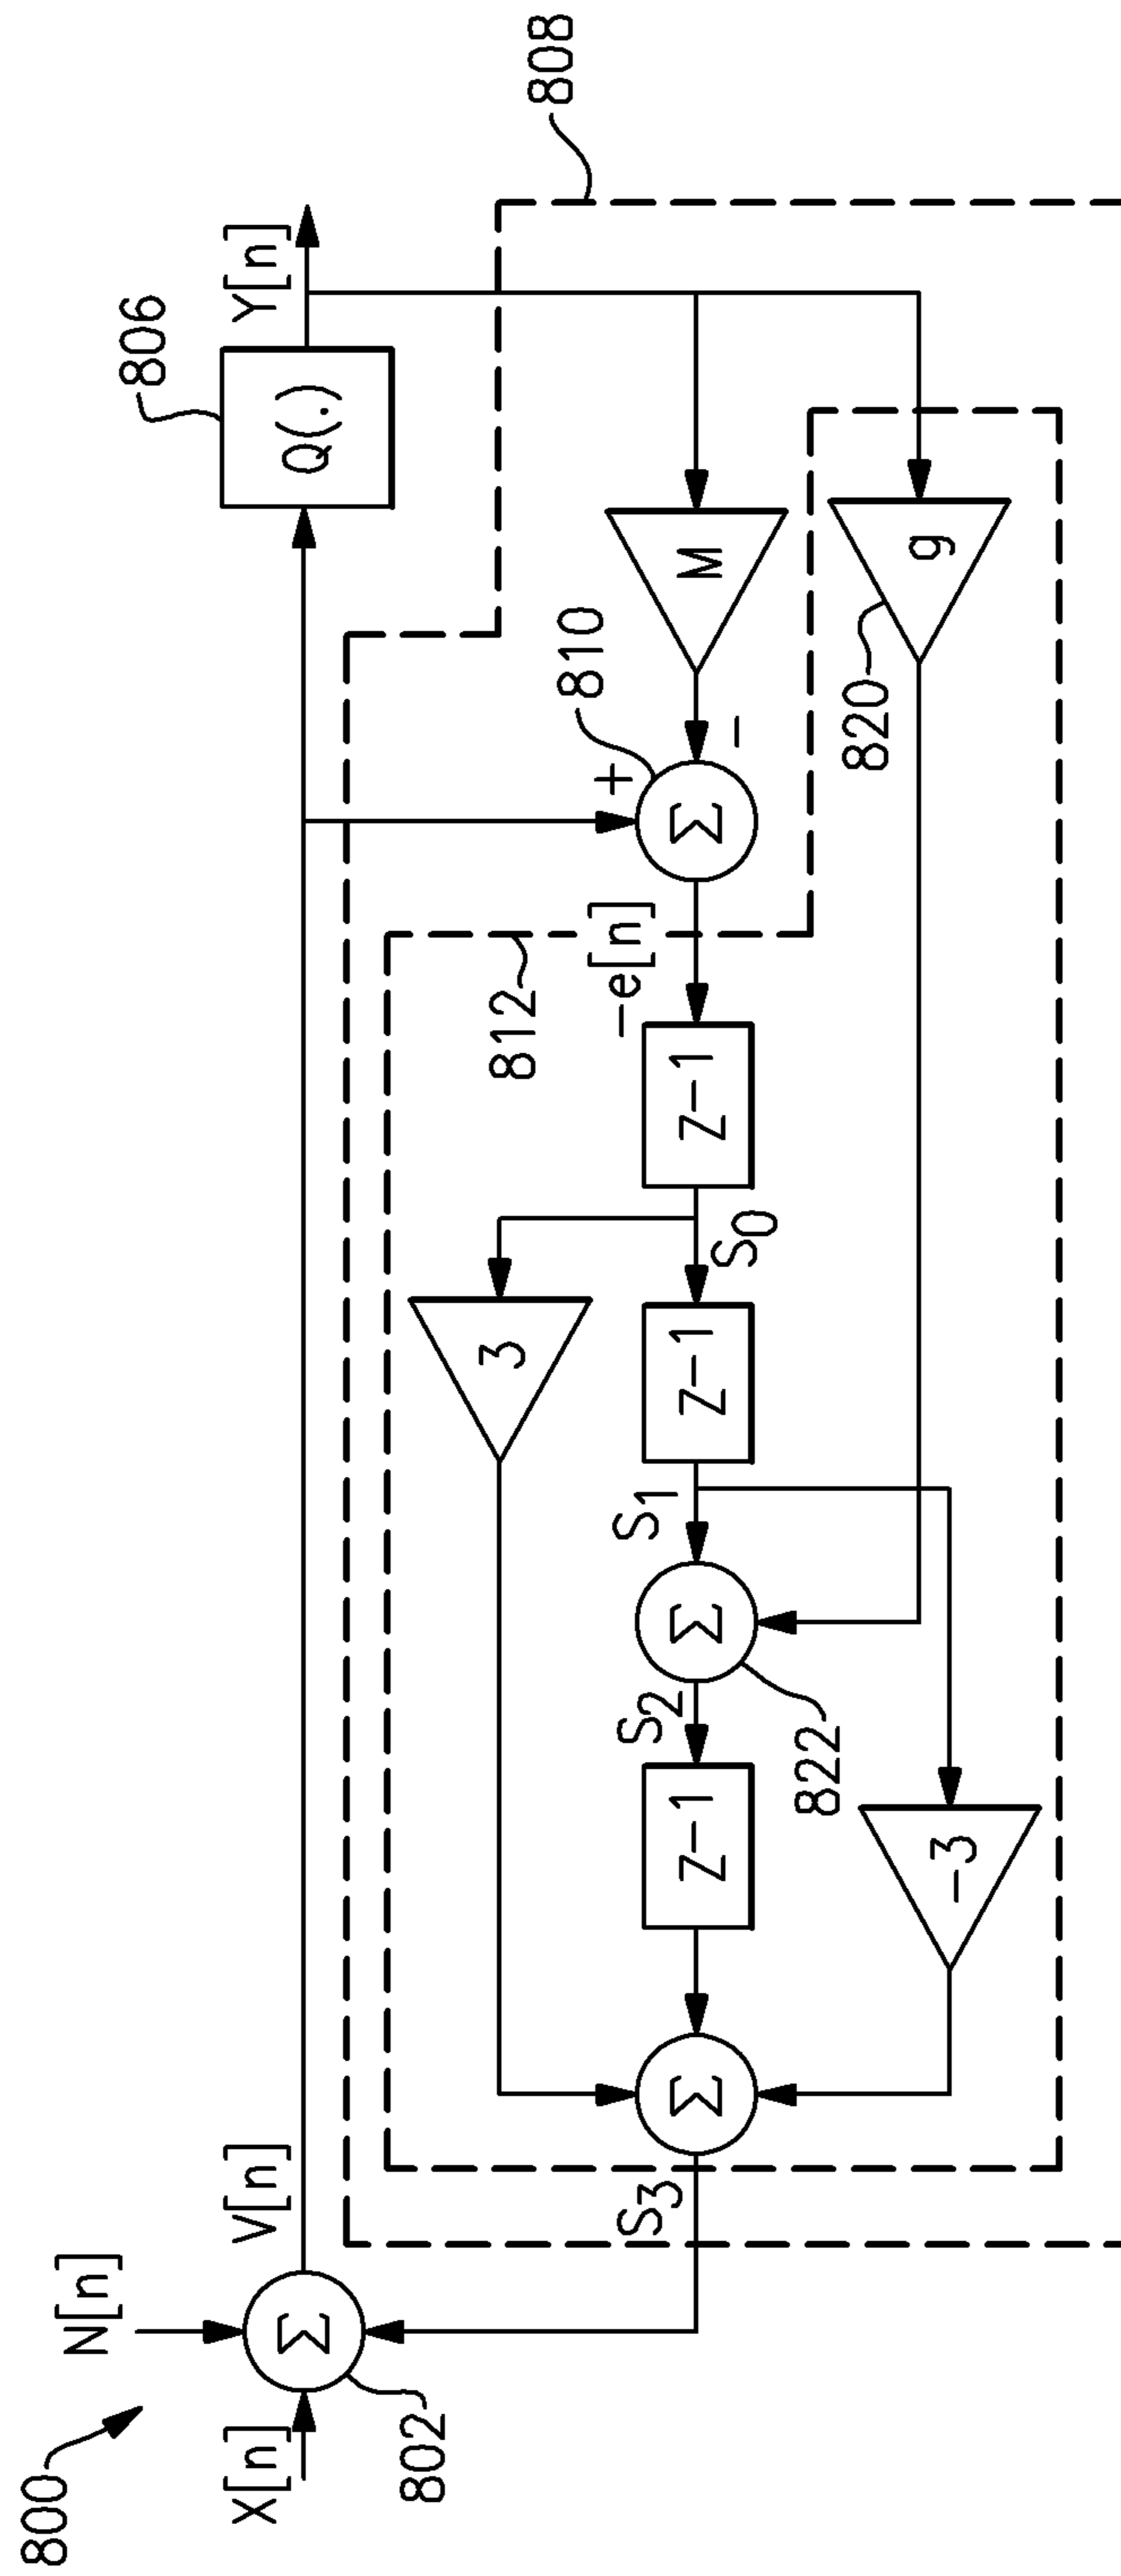 800
N[n]
X[n]
Σ
802
V[n]
806
Q(.)
Y[n]
808
S3
Σ
Z-1
S2
Σ
822
S1
Z-1
S0
Z-1
3
-3
812
-e[n]
+
Σ
810
-
M
820
g